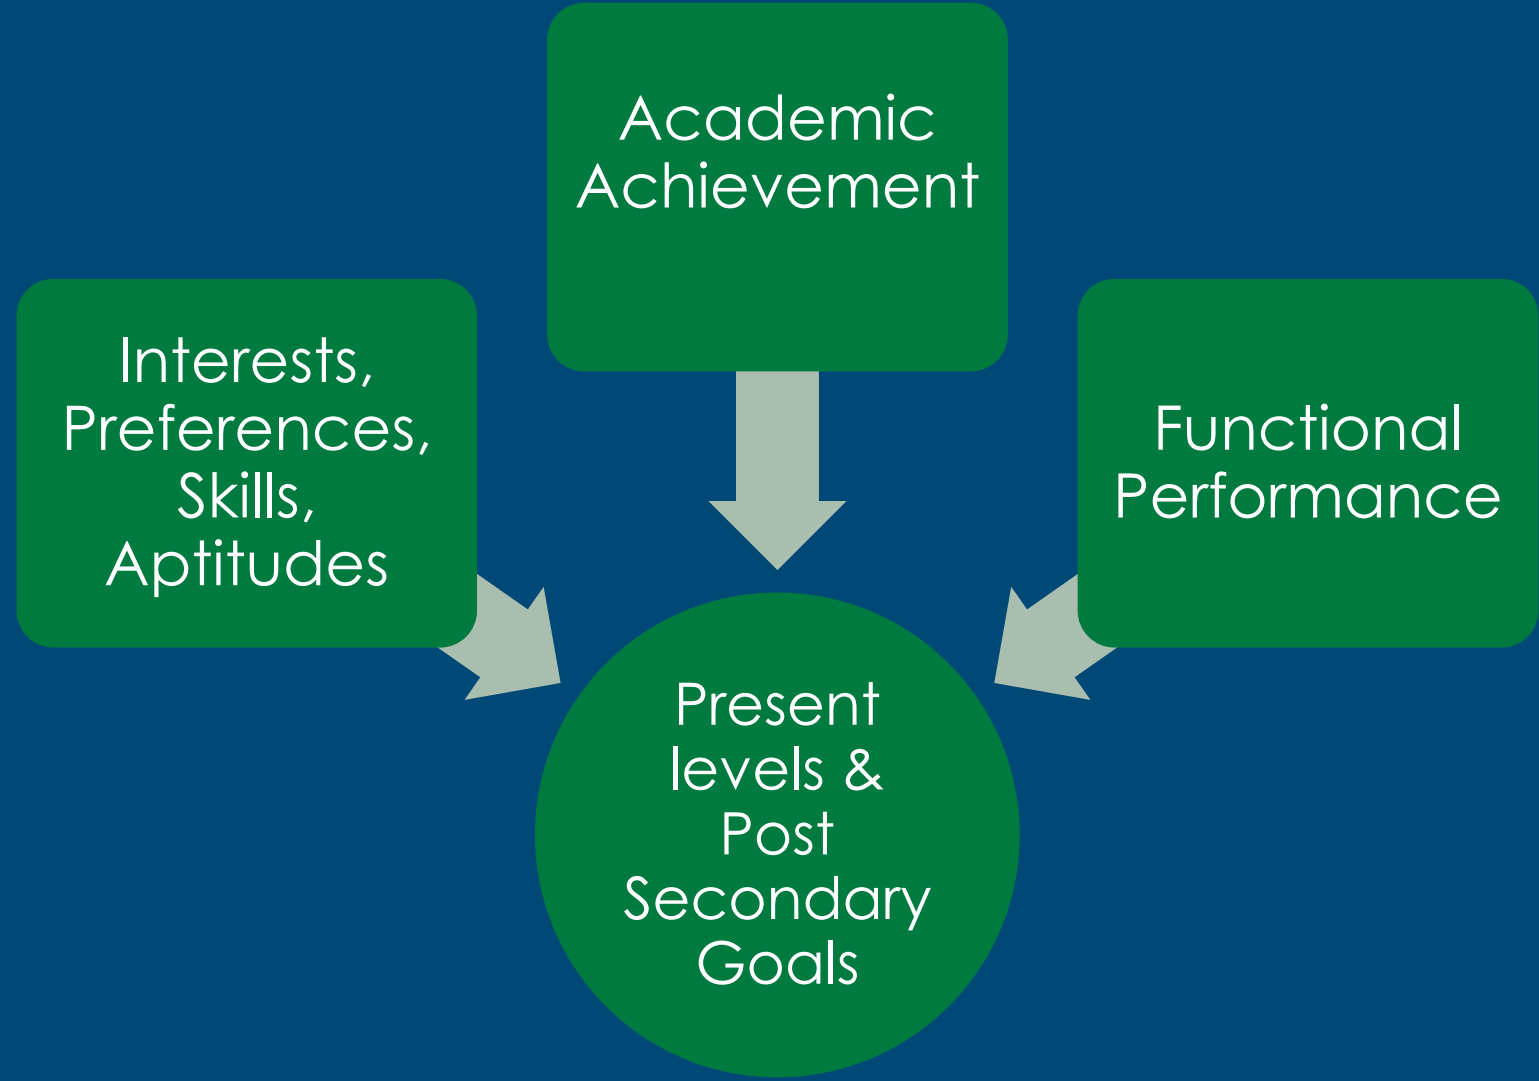 Academic
Achievement
Interests,
Preferences,
Skills,
Aptitudes
Functional
Performance
Present
levels &
Post
Secondary
Goals